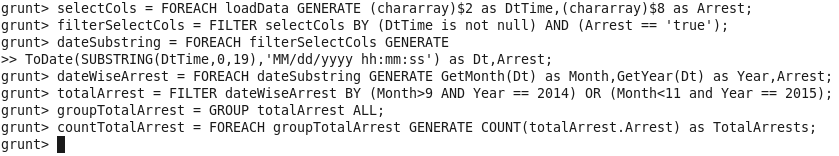 grunt> selectCols = FOREACH loadData GENERATE (chararray)$2 as DtTime,(chararray)$8 as Arrest;
grunt> filterSelectCols = FILTER selectCols BY (DtTime is not null) AND (Arrest == 'true');
grunt> dateSubstring = FOREACH filterSelectCols GENERATE
>> ToDate(SUBSTRING(DtTime,0,19),'MM/dd/yyyy hh:mm:ss') as Dt,Arrest;
grunt> dateWiseArrest = FOREACH dateSubstring GENERATE GetMonth(Dt) as Month,GetYear(Dt) as Year,Arrest;
grunt> totalArrest = FILTER dateWiseArrest BY (Month>9 AND Year == 2014) OR (Month<11 and Year == 2015);
grunt> groupTotalArrest = GROUP totalArrest ALL;
grunt> countTotalArrest = FOREACH groupTotalArrest GENERATE COUNT(totalArrest.Arrest) as TotalArrests;
grunt>